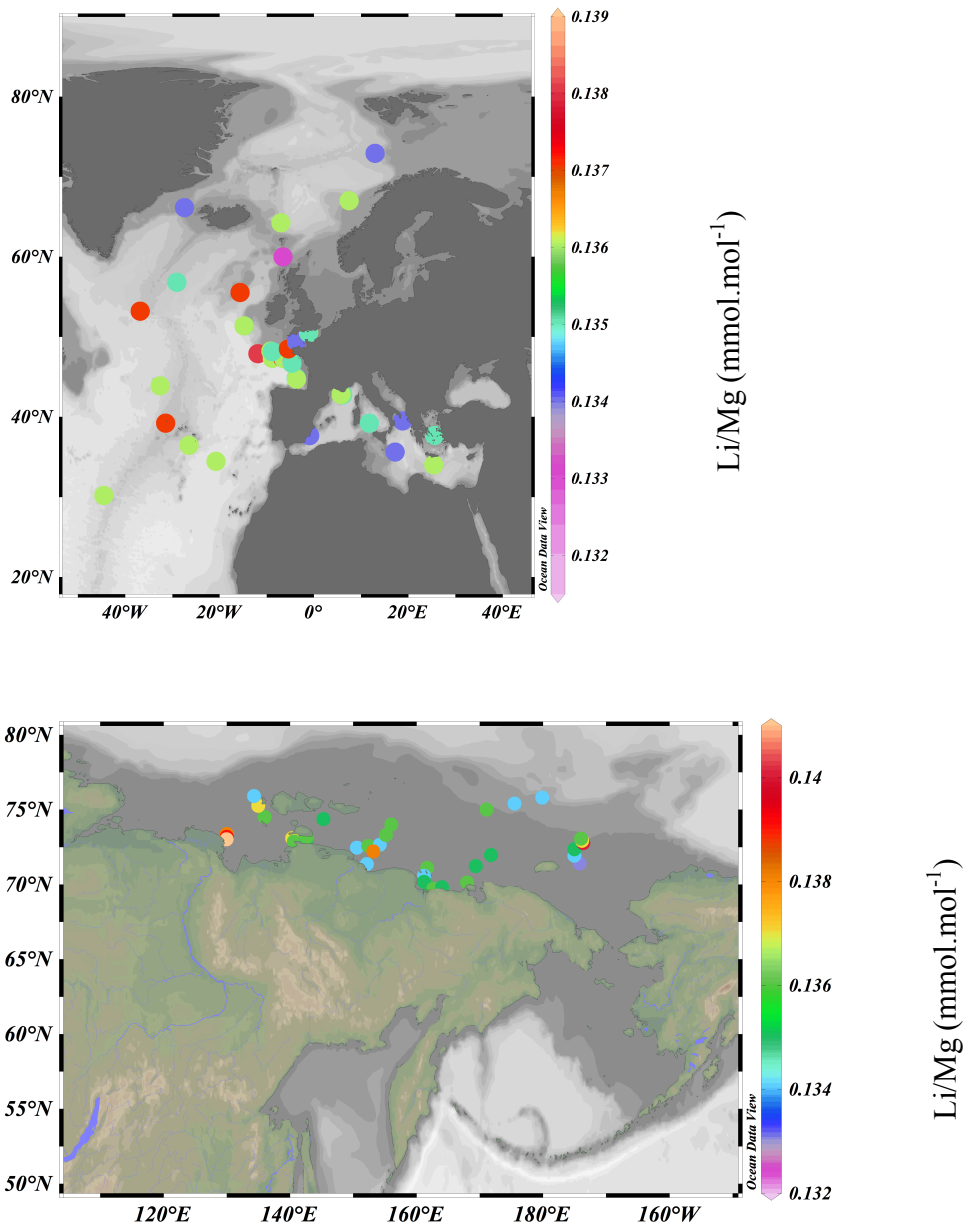 80°N
60°N
40°N
20°N
40°W
20°W
0°
20°E
40°E
Ocean Data View
0.139
0.138
0.137
0.136
0.135
0.134
0.133
0.132
Li/Mg (mmol.mol⁻¹)
80°N
75°N
70°N
65°N
60°N
55°N
50°N
120°E
140°E
160°E
180°E
160°W
Ocean Data View
0.14
0.138
0.136
0.134
0.132
Li/Mg (mmol.mol⁻¹)